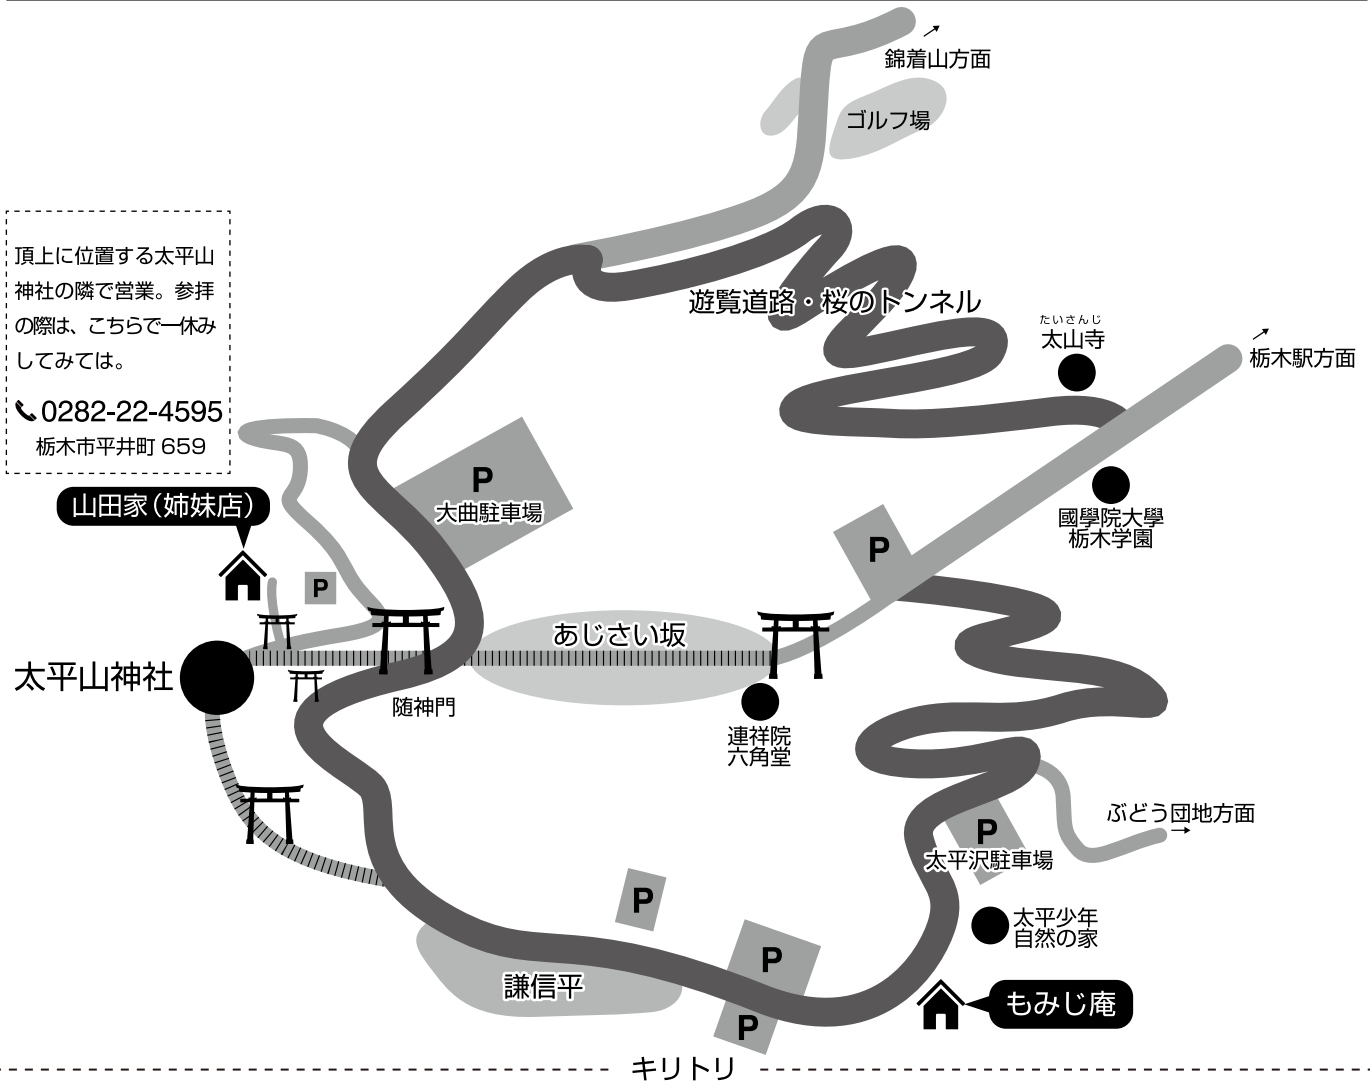 錦着山方面
ゴルフ場
頂上に位置する太平山
神社の隣で営業。参拝
の際は、こちらで一休み
してみては。
0282-22-4595
栃木市平井町 659
遊覧道路・桜のトンネル
たいさんじ
太山寺
栃木駅方面
P
大曲駐車場
山田家（姉妹店）
國學院大學
栃木学園
P
P
あじさい坂
太平山神社
随神門
連祥院
六角堂
ぶどう団地方面
P
太平沢駐車場
P
太平少年
自然の家
P
謙信平
もみじ庵
P
キリトリ